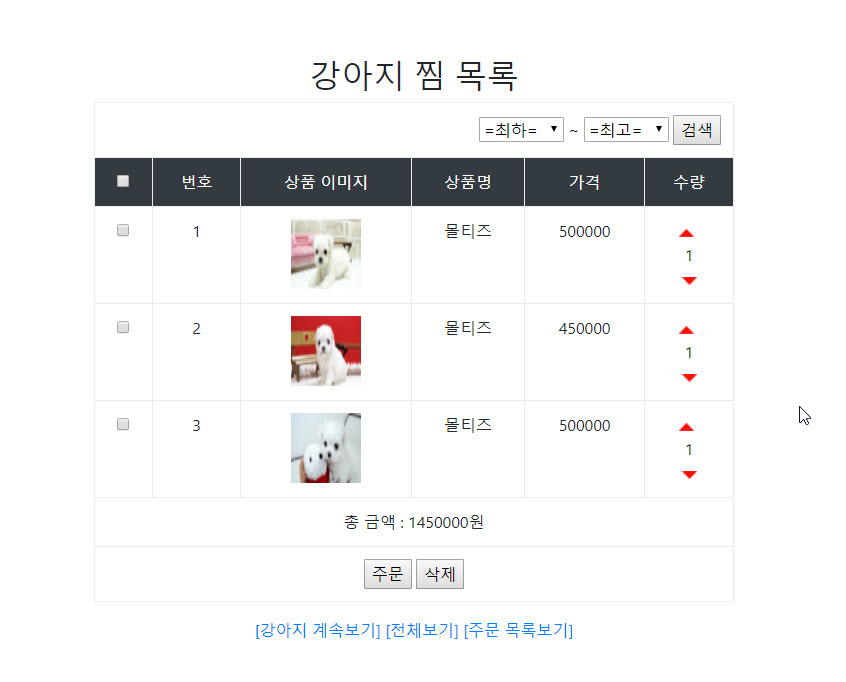 강아지 찜 목록
=최하= ~ =최고= 검색
번호 상품 이미지 상품명 가격 수량
1 몰티즈 500000 1
2 몰티즈 450000 1
3 몰티즈 500000 1
총 금액 : 1450000원
주문 삭제
[강아지 계속보기] [전체보기] [주문 목록보기]